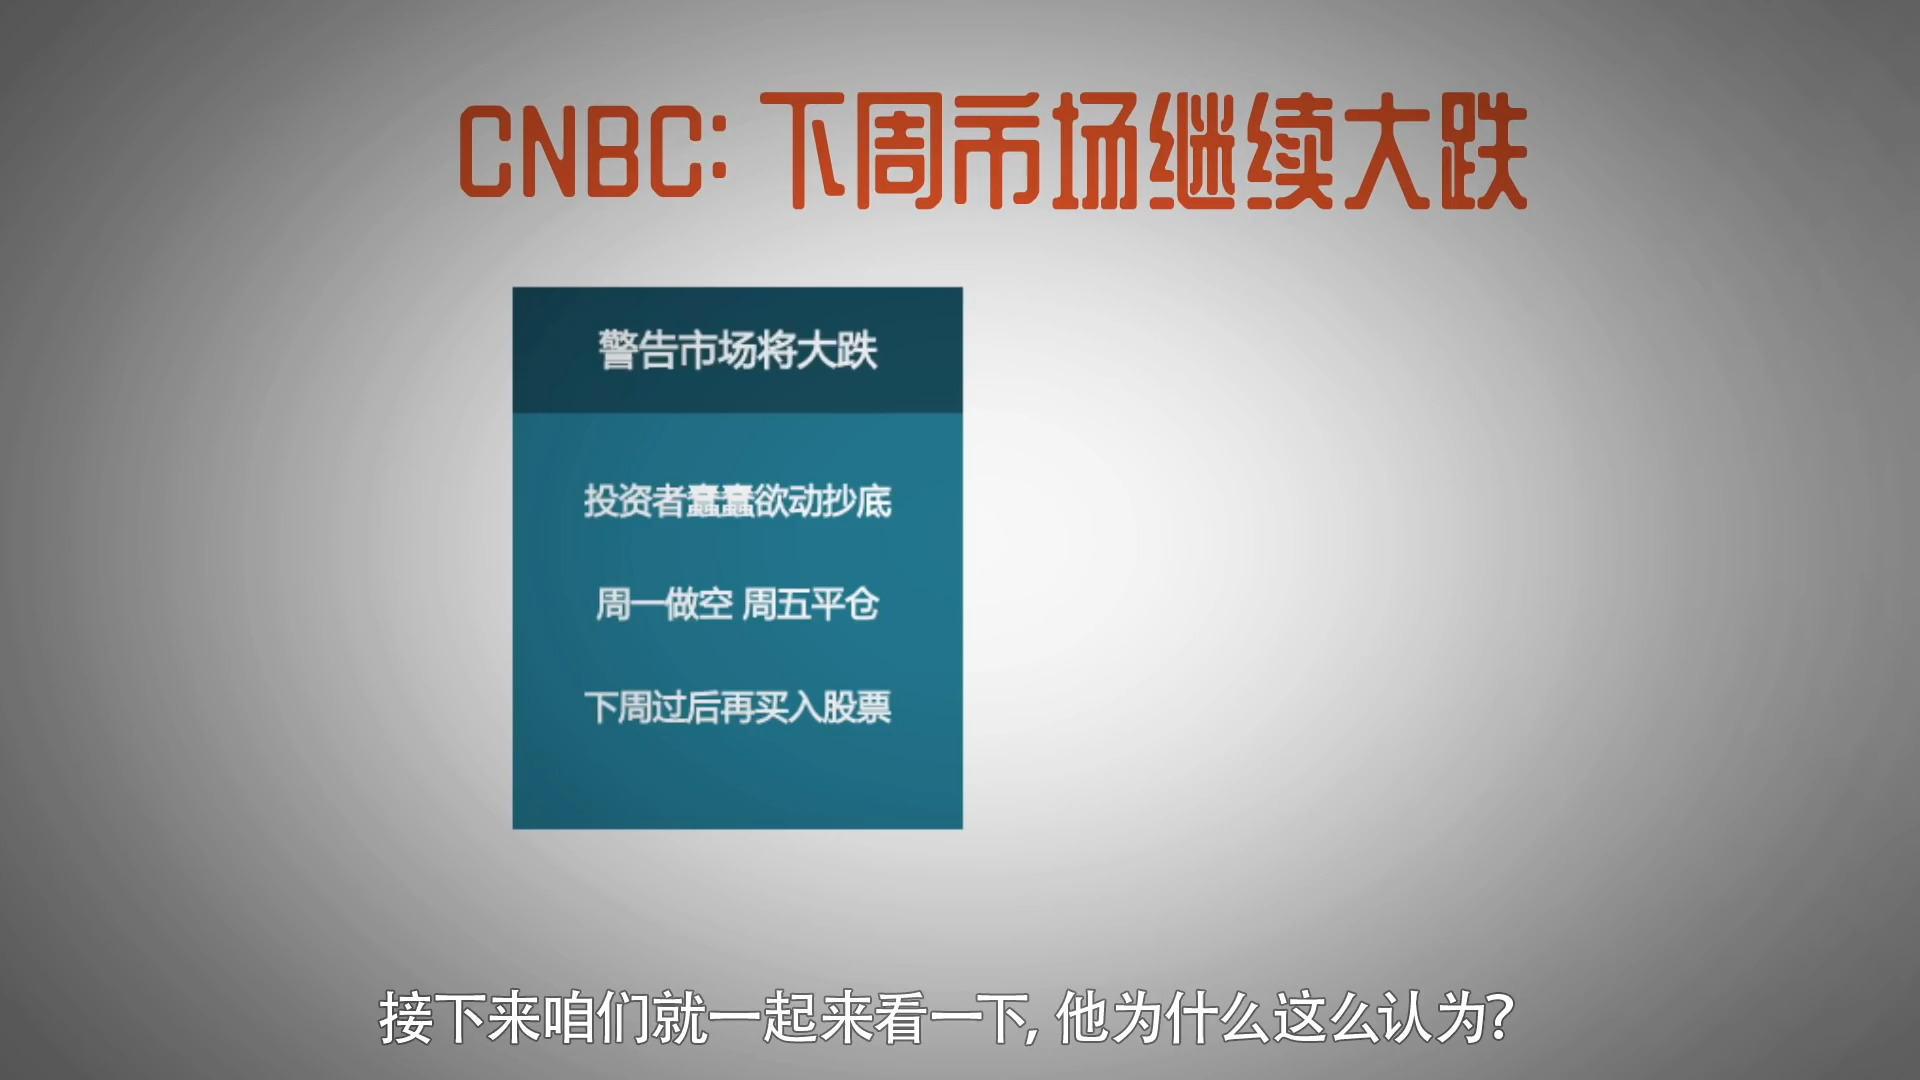 CNBC: 下周市场继续大跌
警告市场将大跌
投资者蠢蠢欲动抄底
周一做空 周五平仓
下周过后再买入股票
接下来咱们就一起来看一下, 他为什么这么认为?